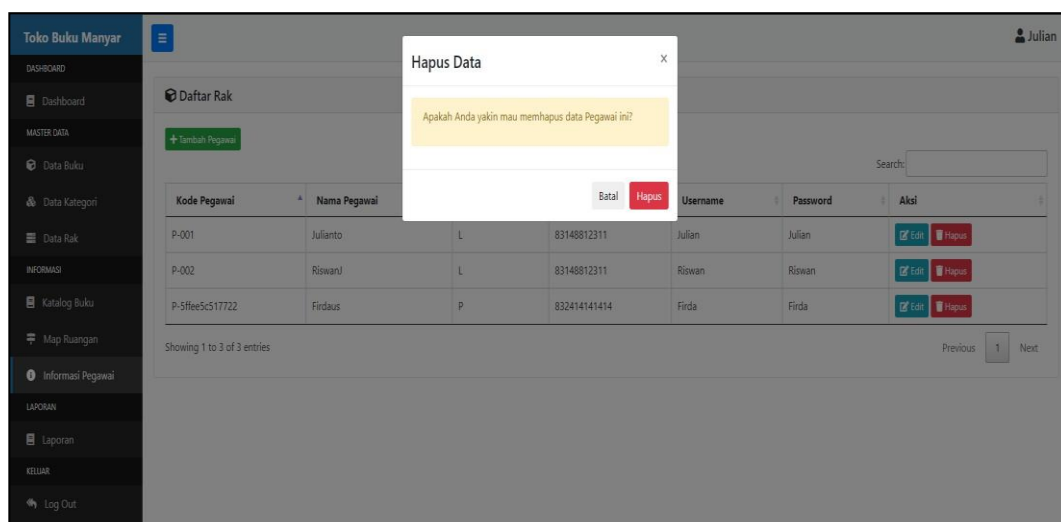 Toko Buku Manyar
Julian
DASHBOARD
Dashboard
MASTER DATA
Data Buku
Data Kategori
Data Rak
INFORMASI
Katalog Buku
Map Ruangan
Informasi Pegawai
LAPORAN
Laporan
KELUAR
Log Out
Hapus Data x
Apakah Anda yakin mau memhapus data Pegawai ini?
Batal Hapus
Daftar Rak
+Tambah Pegawai
Search:
Kode Pegawai Nama Pegawai Username Password Aksi
P-001 Julianto L 83148812311 Julian Julian Edit Hapus
P-002 RiswanJ L 83148812311 Riswan Riswan Edit Hapus
P-5ffee5c517722 Firdaus P 832414141414 Firda Firda Edit Hapus
Showing 1 to 3 of 3 entries
Previous 1 Next